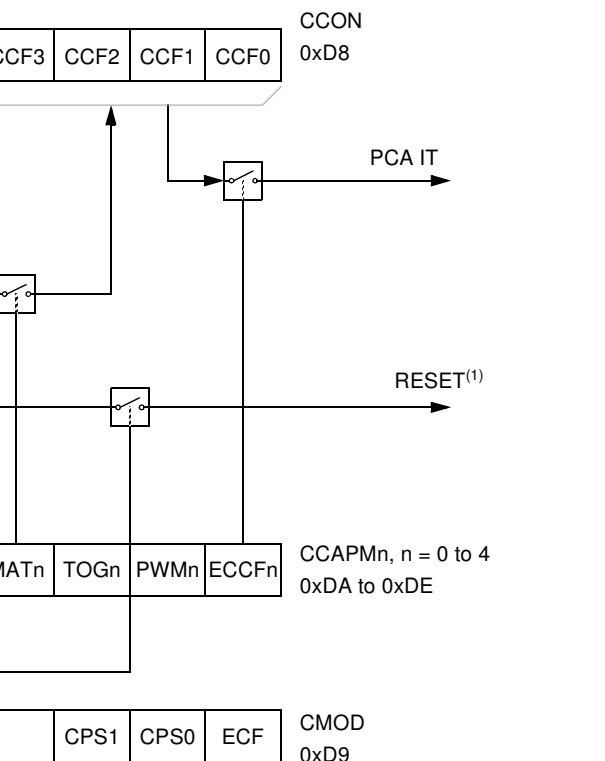 CCON
CCF3 CCF2 CCF1 CCF0
0xD8
PCA IT
RESET(1)
CCAPMn, n = 0 to 4
MATn TOGn PWMn ECCFn
0xDA to 0xDE
CMOD
CPS1 CPS0 ECF
0xD9